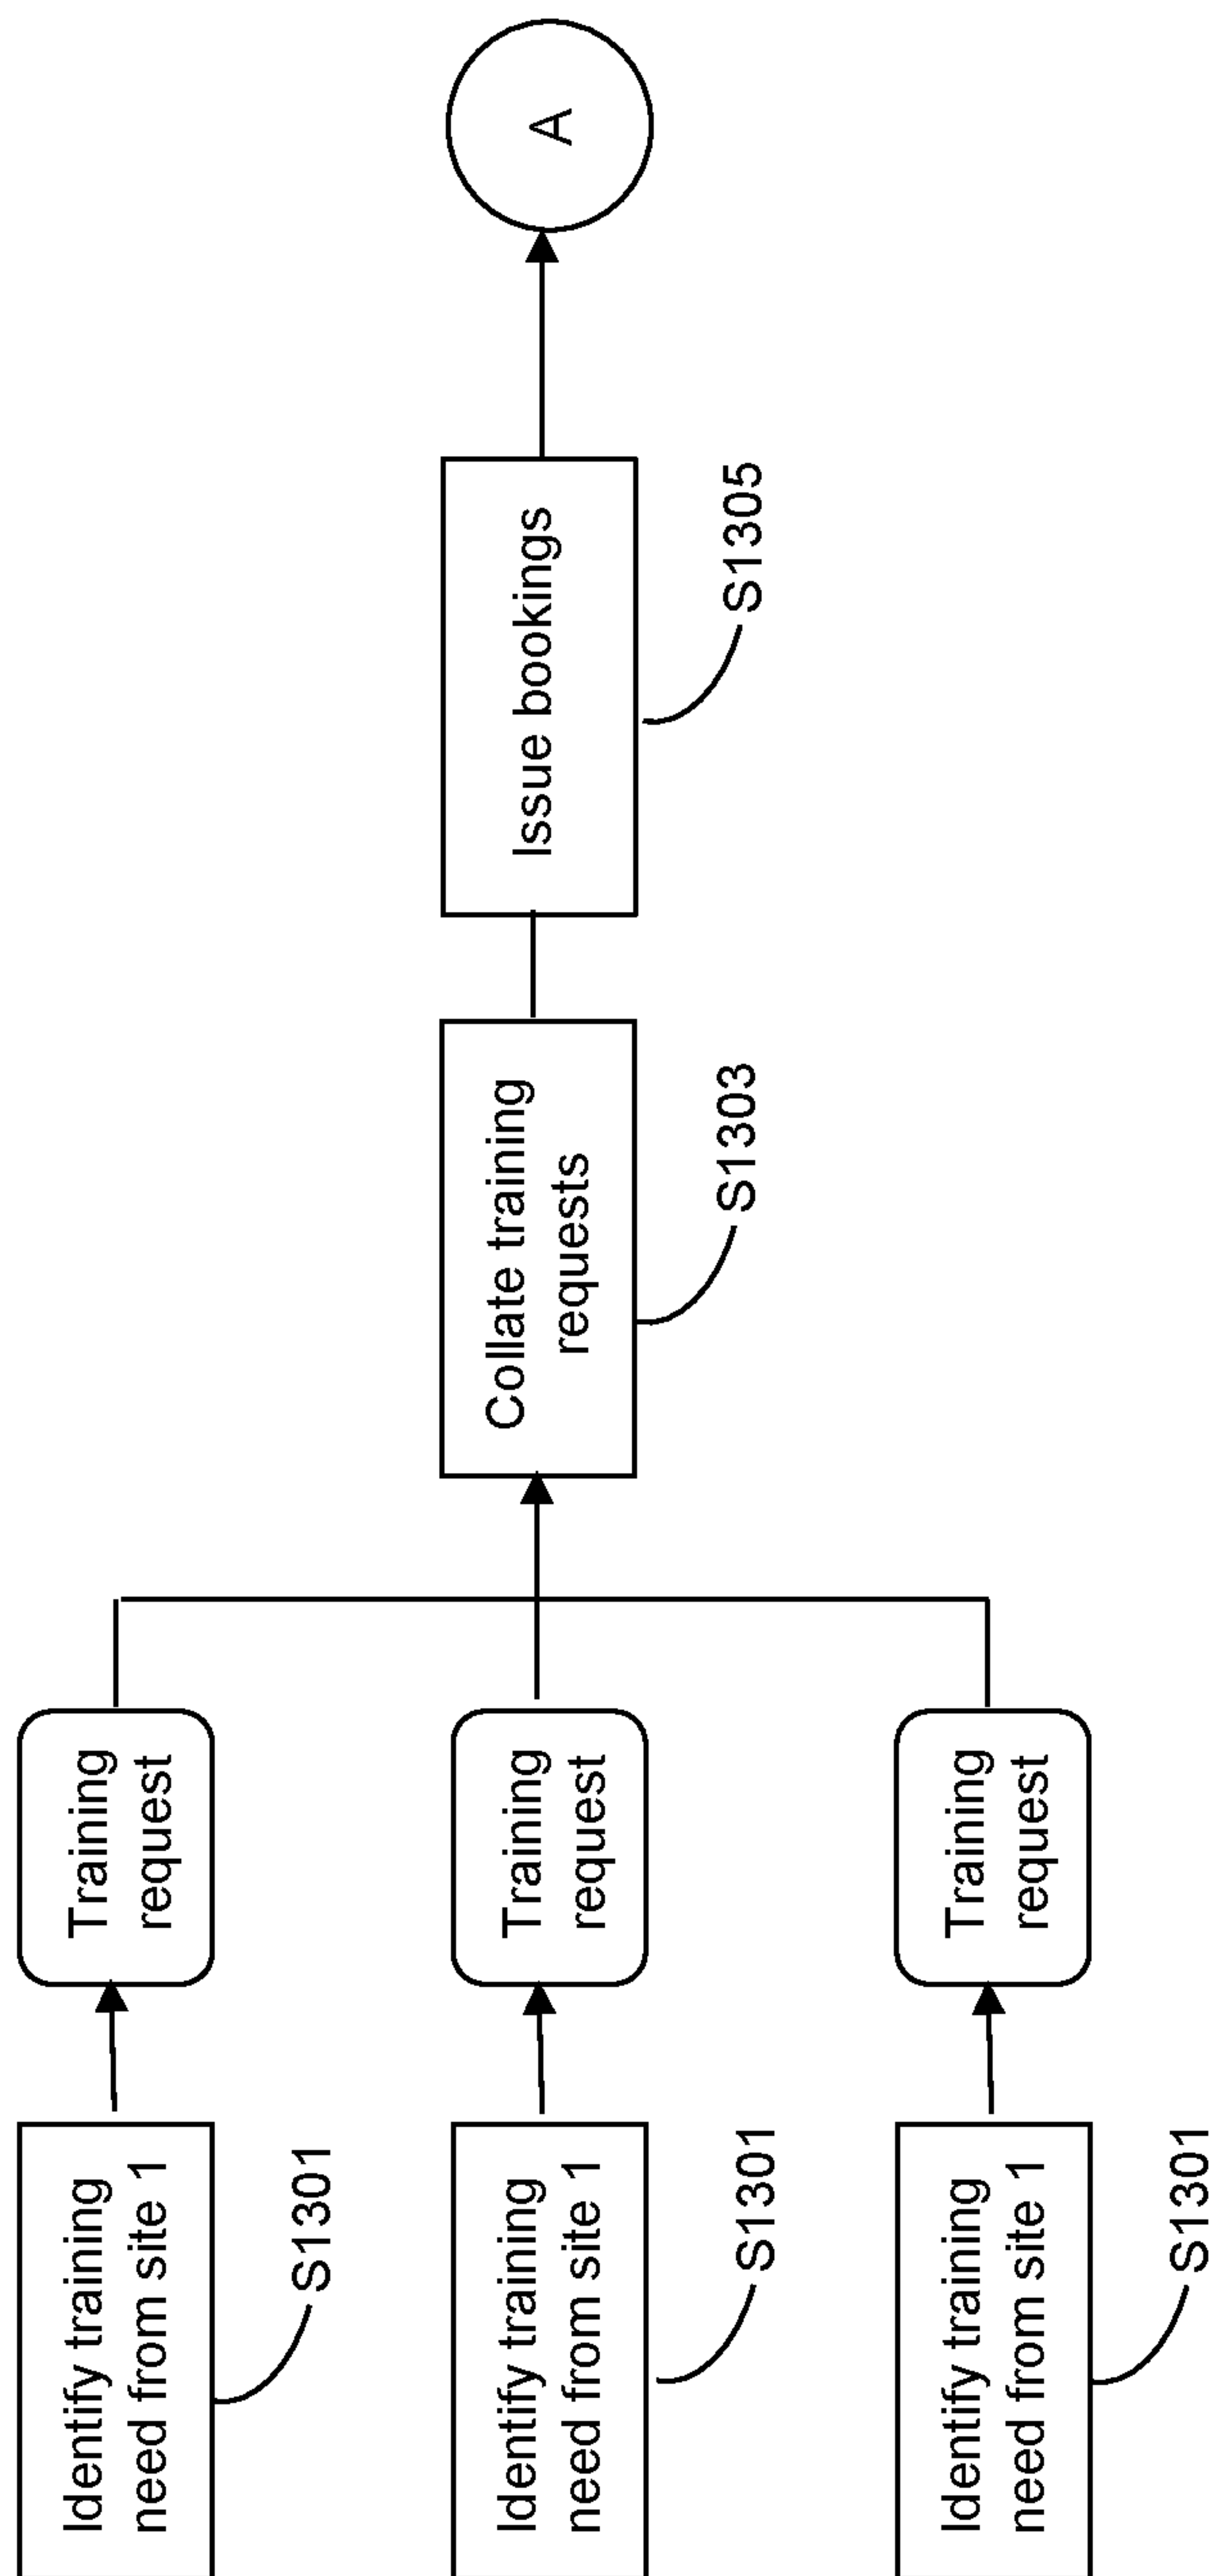 Identify training
need from site 1
S1301
Training
request
Identify training
need from site 1
S1301
Training
request
Identify training
need from site 1
S1301
Training
request
Collate training
requests
S1303
Issue bookings
S1305
A